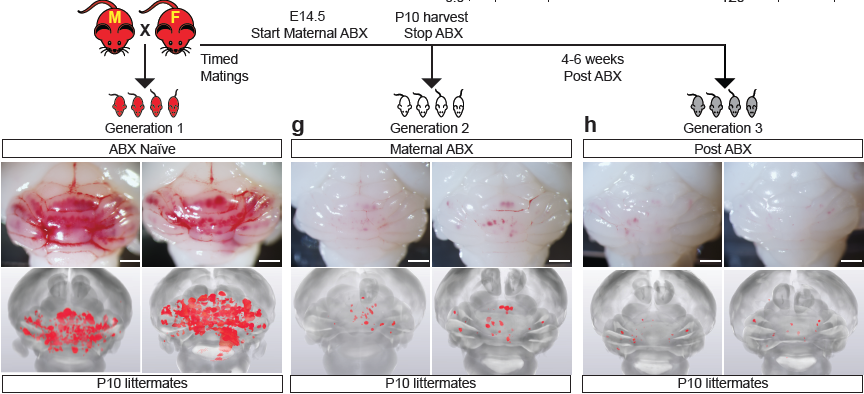 M
X
F
E14.5
Start Maternal ABX
P10 harvest
Stop ABX
Timed
Matings
4-6 weeks
Post ABX
Generation 1
g
Generation 2
h
Generation 3
ABX Naïve
Maternal ABX
Post ABX
P10 littermates
P10 littermates
P10 littermates